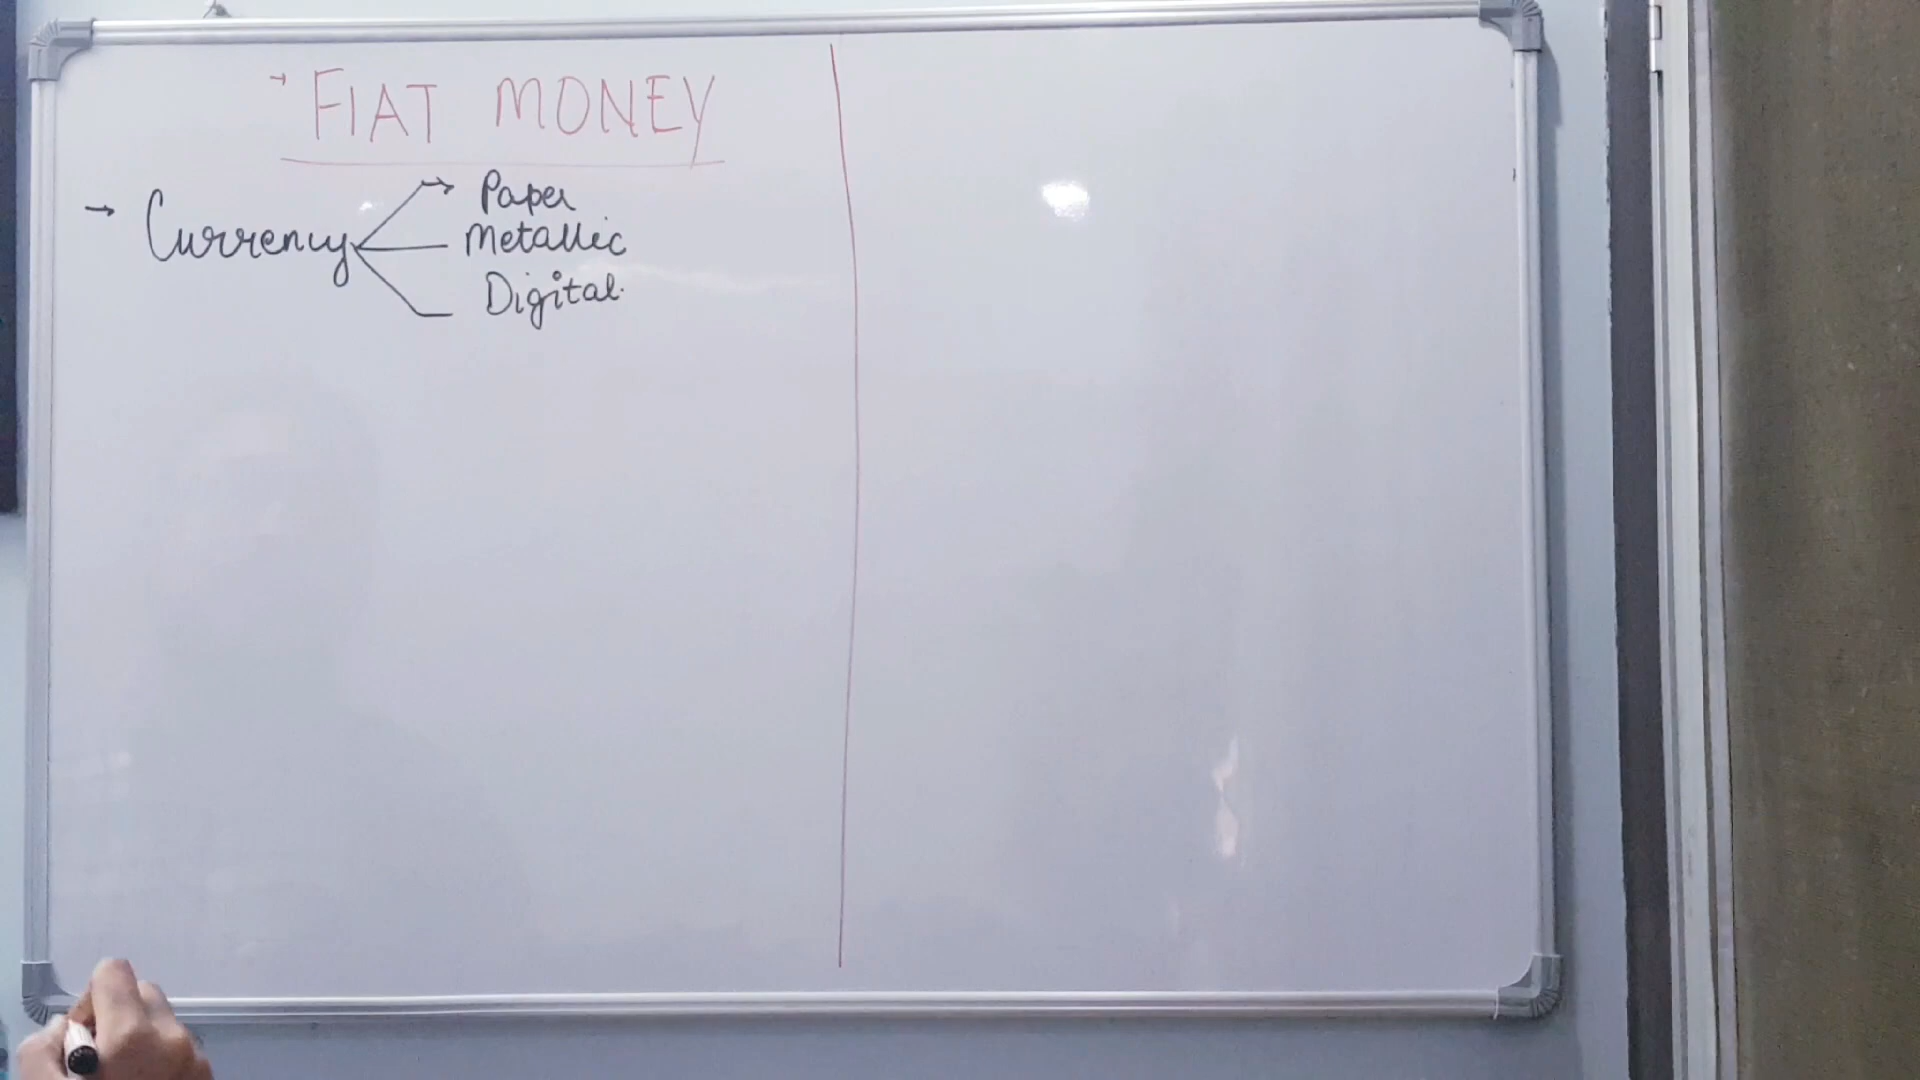 → FIAT MONEY
→ Currency
Paper
Metallic
Digital.